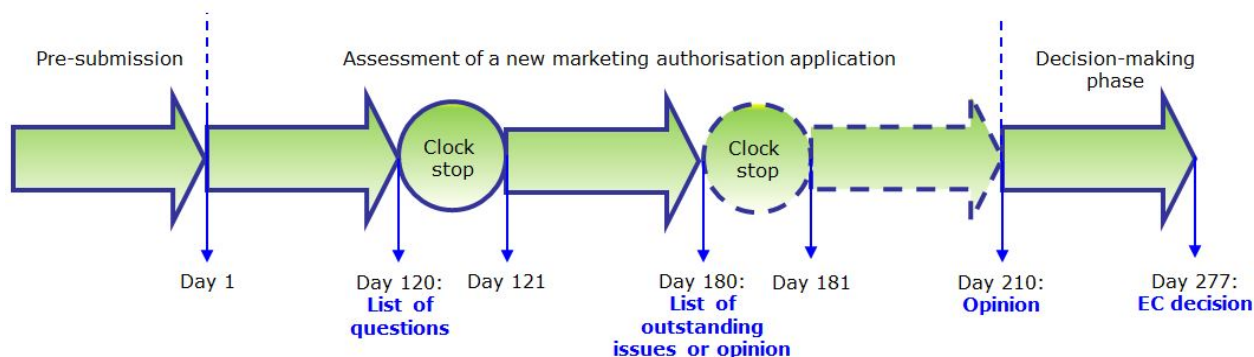 Pre-submission
Assessment of a new marketing authorisation application
Decision-making
phase
Clock
stop
Clock
stop
Day 1
Day 120:
List of
questions
Day 121
Day 180:
List of
outstanding
issues or opinion
Day 181
Day 210:
Opinion
Day 277:
EC decision